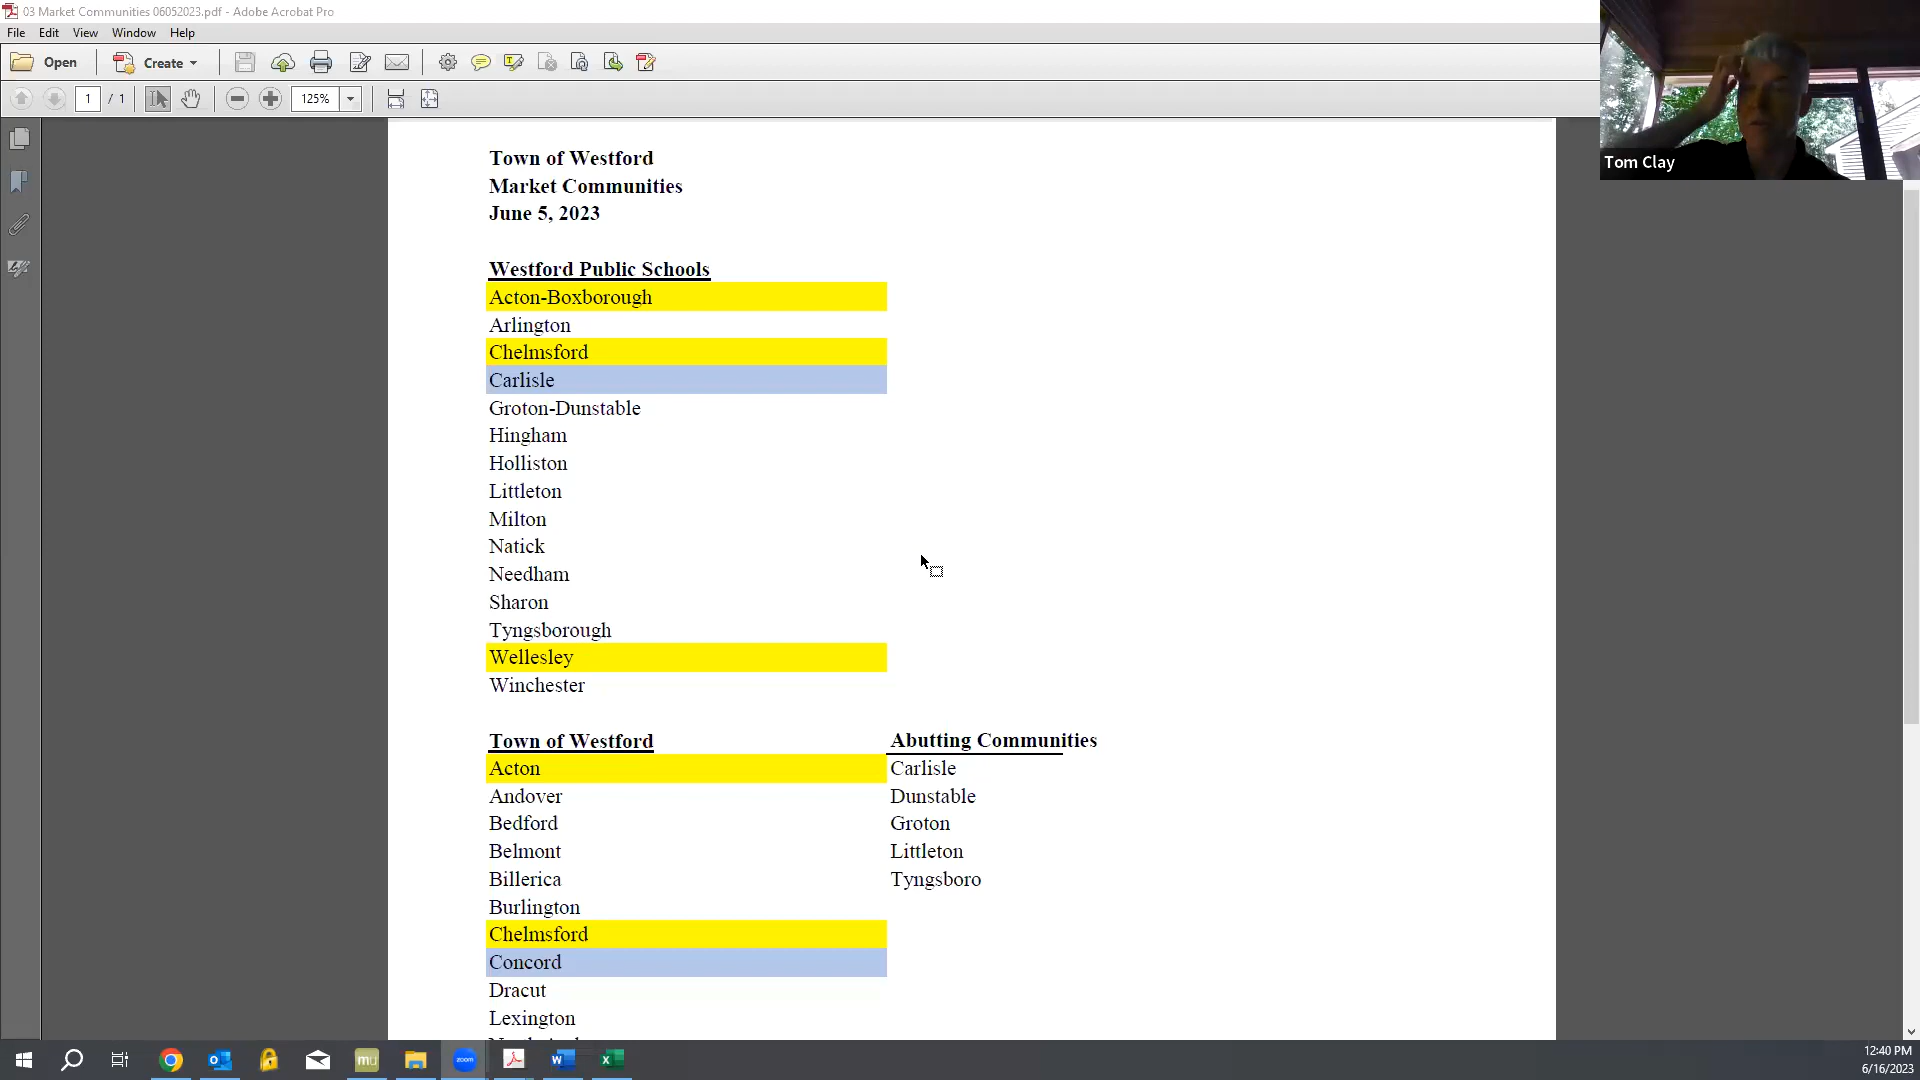 03 Market Communities 06052023.pdf - Adobe Acrobat Pro
File Edit View Window Help
Open Create
1 / 1 125%
Tom Clay
Town of Westford
Market Communities
June 5, 2023
Westford Public Schools
Acton-Boxborough
Arlington
Chelmsford
Carlisle
Groton-Dunstable
Hingham
Holliston
Littleton
Milton
Natick
Needham
Sharon
Tyngsborough
Wellesley
Winchester
Town of Westford Abutting Communities
Acton Carlisle
Andover Dunstable
Bedford Groton
Belmont Littleton
Billerica Tyngsboro
Burlington
Chelmsford
Concord
Dracut
Lexington
mu zoom
12:40 PM
6/16/2023